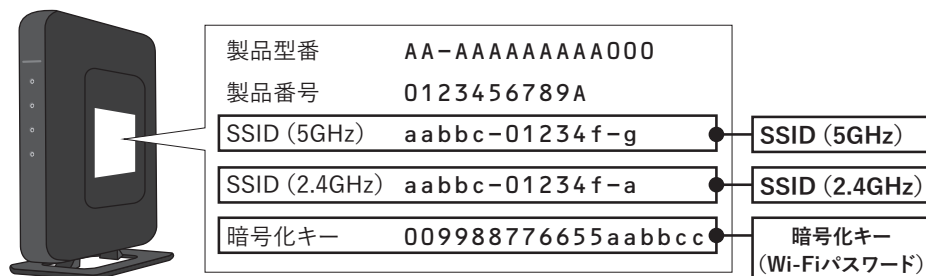 製品型番 AA-AAAAAAAAA000
製品番号 0123456789A
SSID（5GHz） aabbc-01234f-g SSID（5GHz）
SSID（2.4GHz） aabbc-01234f-a SSID（2.4GHz）
暗号化キー 009988776655aabbcc 暗号化キー
（Wi-Fiパスワード）